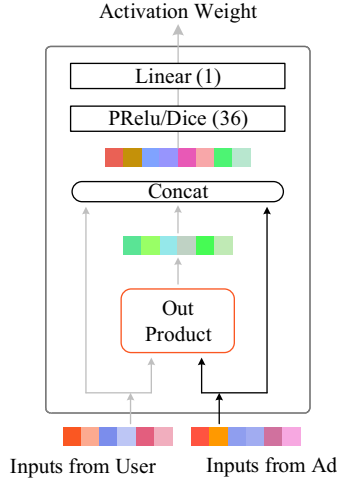 Activation Weight
Linear (1)
PRelu/Dice (36)
Concat
Out
Product
Inputs from User
Inputs from Ad